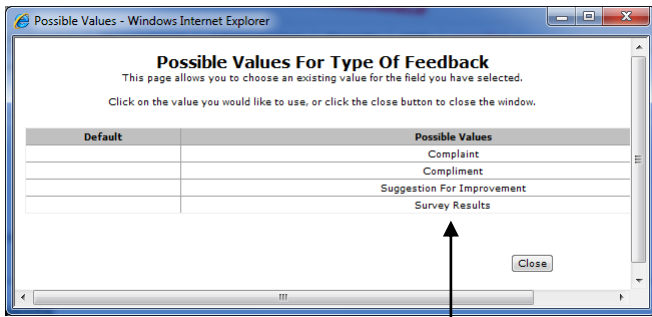 Possible Values - Windows Internet Explorer
Possible Values For Type Of Feedback
This page allows you to choose an existing value for the field you have selected.
Click on the value you would like to use, or click the close button to close the window.
Default Possible Values
Complaint
Compliment
Suggestion For Improvement
Survey Results
Close